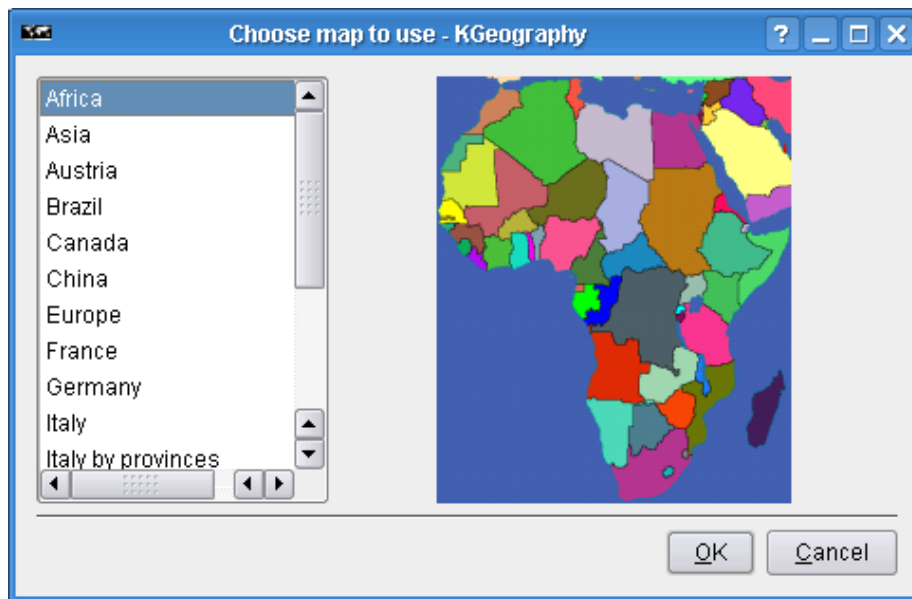 Choose map to use - KGeography
?
Africa
Asia
Austria
Brazil
Canada
China
Europe
France
Germany
Italy
Italy by provinces
OK
Cancel